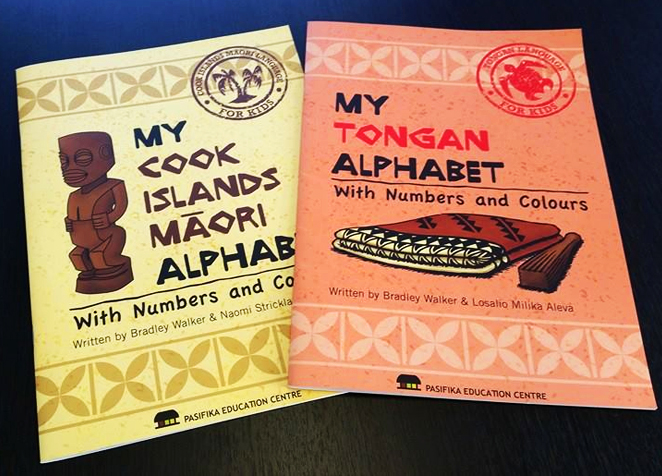 COOK ISLANDS MĀORI LANGUAGE
• FOR KIDS •
MY
COOK
ISLANDS
MĀORI
ALPHAB
With Numbers and Co
Written by Bradley Walker & Naomi Strickla
PASIFIKA EDUCATION CENTRE
TONGAN LANGUAGE
• FOR KIDS •
MY
TONGAN
ALPHABET
With Numbers and Colours
Written by Bradley Walker & Losalio Milika Aleva
PASIFIKA EDUCATION CENTRE